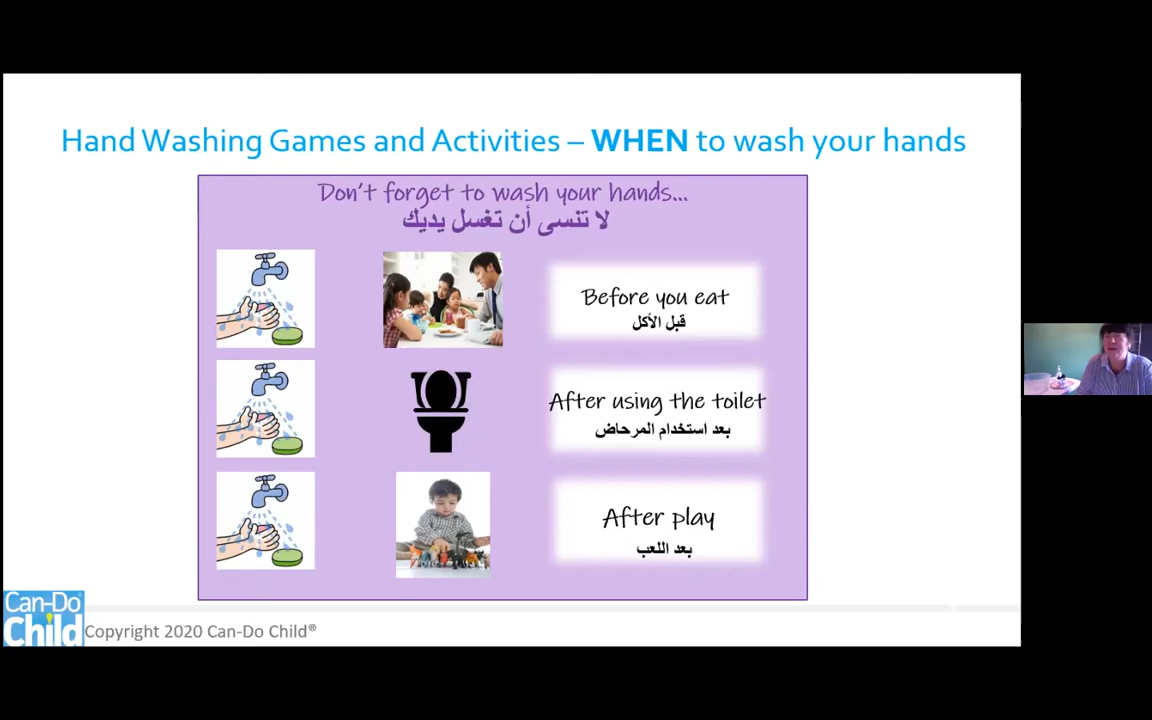 Hand Washing Games and Activities – WHEN to wash your hands
Don't forget to wash your hands...
لا تنسى أن تغسل يديك
Before you eat
قبل الأكل
After using the toilet
بعد استخدام المرحاض
After play
بعد اللعب
Can-Do
Child
Copyright 2020 Can-Do Child®